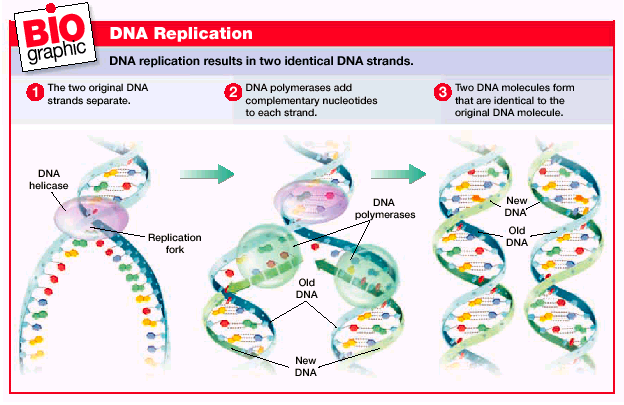 BIO
graphic
DNA Replication
DNA replication results in two identical DNA strands.
1 The two original DNA
strands separate.
2 DNA polymerases add
complementary nucleotides
to each strand.
3 Two DNA molecules form
that are identical to the
original DNA molecule.
DNA
helicase
Replication
fork
DNA
polymerases
Old
DNA
New
DNA
New
DNA
Old
DNA